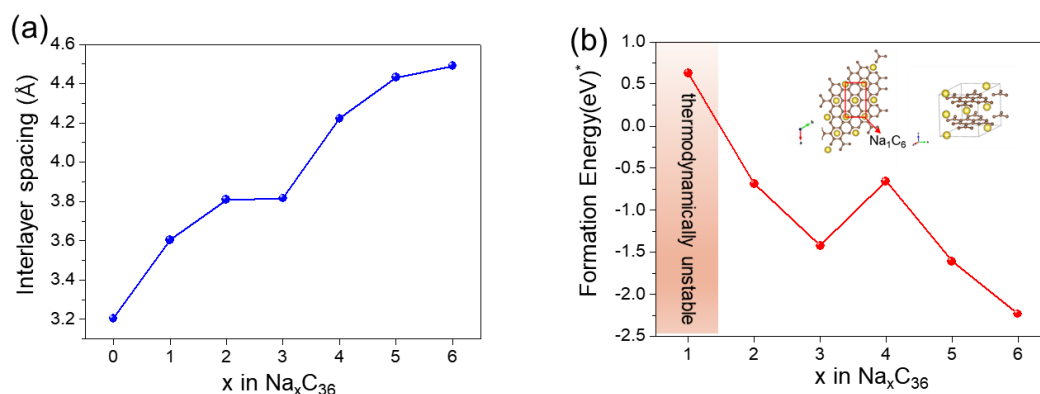 (a)
4.6
4.4
4.2
4.0
3.8
3.6
3.4
3.2
Interlayer spacing (Å)
0 1 2 3 4 5 6
x in NaxC36
(b)
1.0
0.5
0.0
-0.5
-1.0
-1.5
-2.0
-2.5
Formation Energy(eV)*
thermodynamically unstable
Na1C6
1 2 3 4 5 6
x in NaxC36